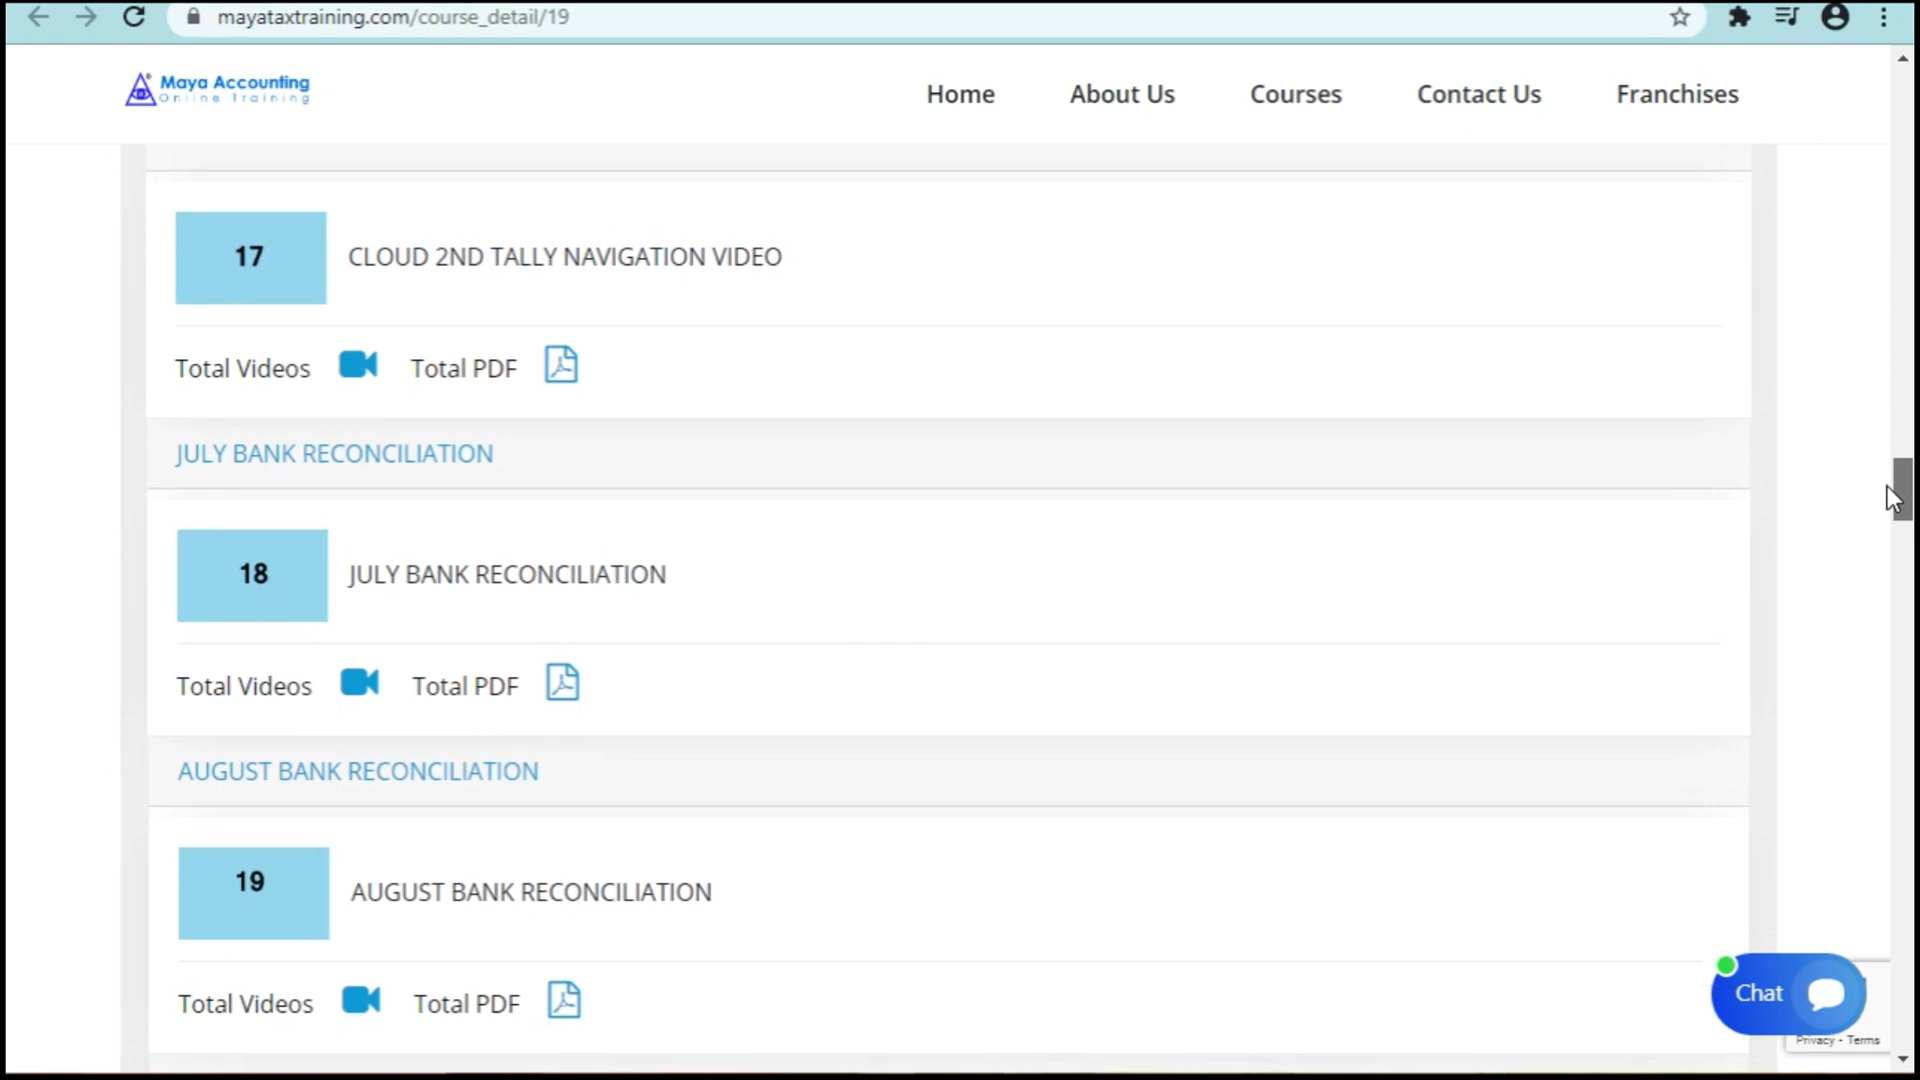 mayataxtraining.com/course_detail/19
Maya Accounting
Online Training
Home
About Us
Courses
Contact Us
Franchises
17
CLOUD 2ND TALLY NAVIGATION VIDEO
Total Videos
Total PDF
JULY BANK RECONCILIATION
18
JULY BANK RECONCILIATION
Total Videos
Total PDF
AUGUST BANK RECONCILIATION
19
AUGUST BANK RECONCILIATION
Total Videos
Total PDF
Chat
Privacy - Terms